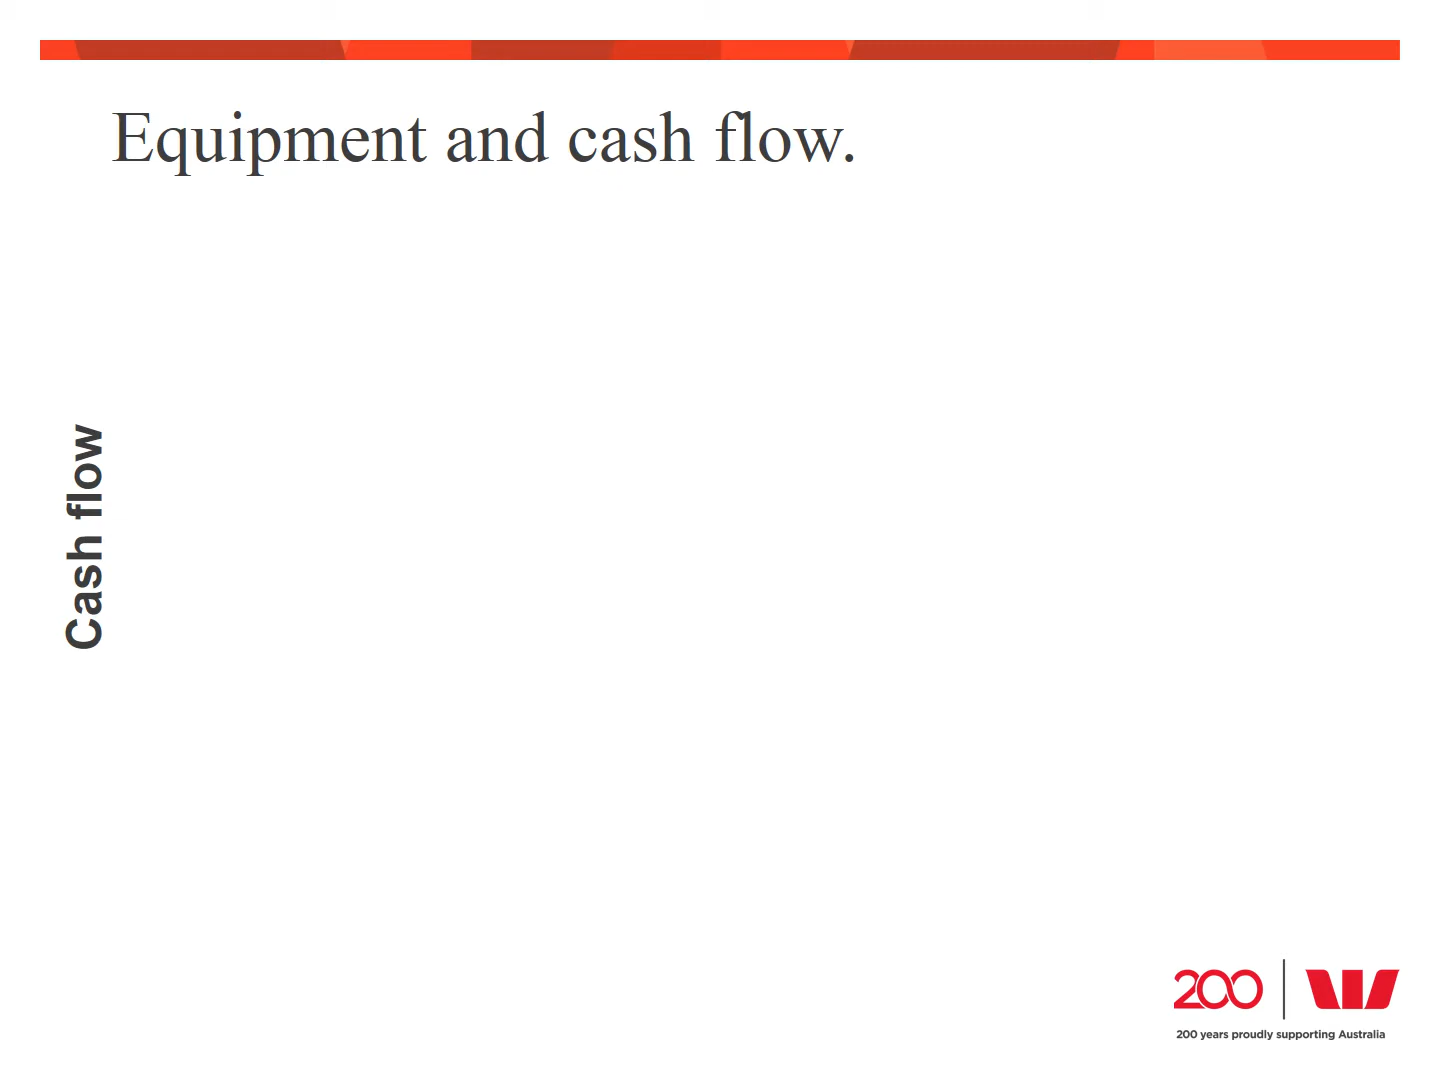 Equipment and cash flow.
Cash flow
200
200 years proudly supporting Australia